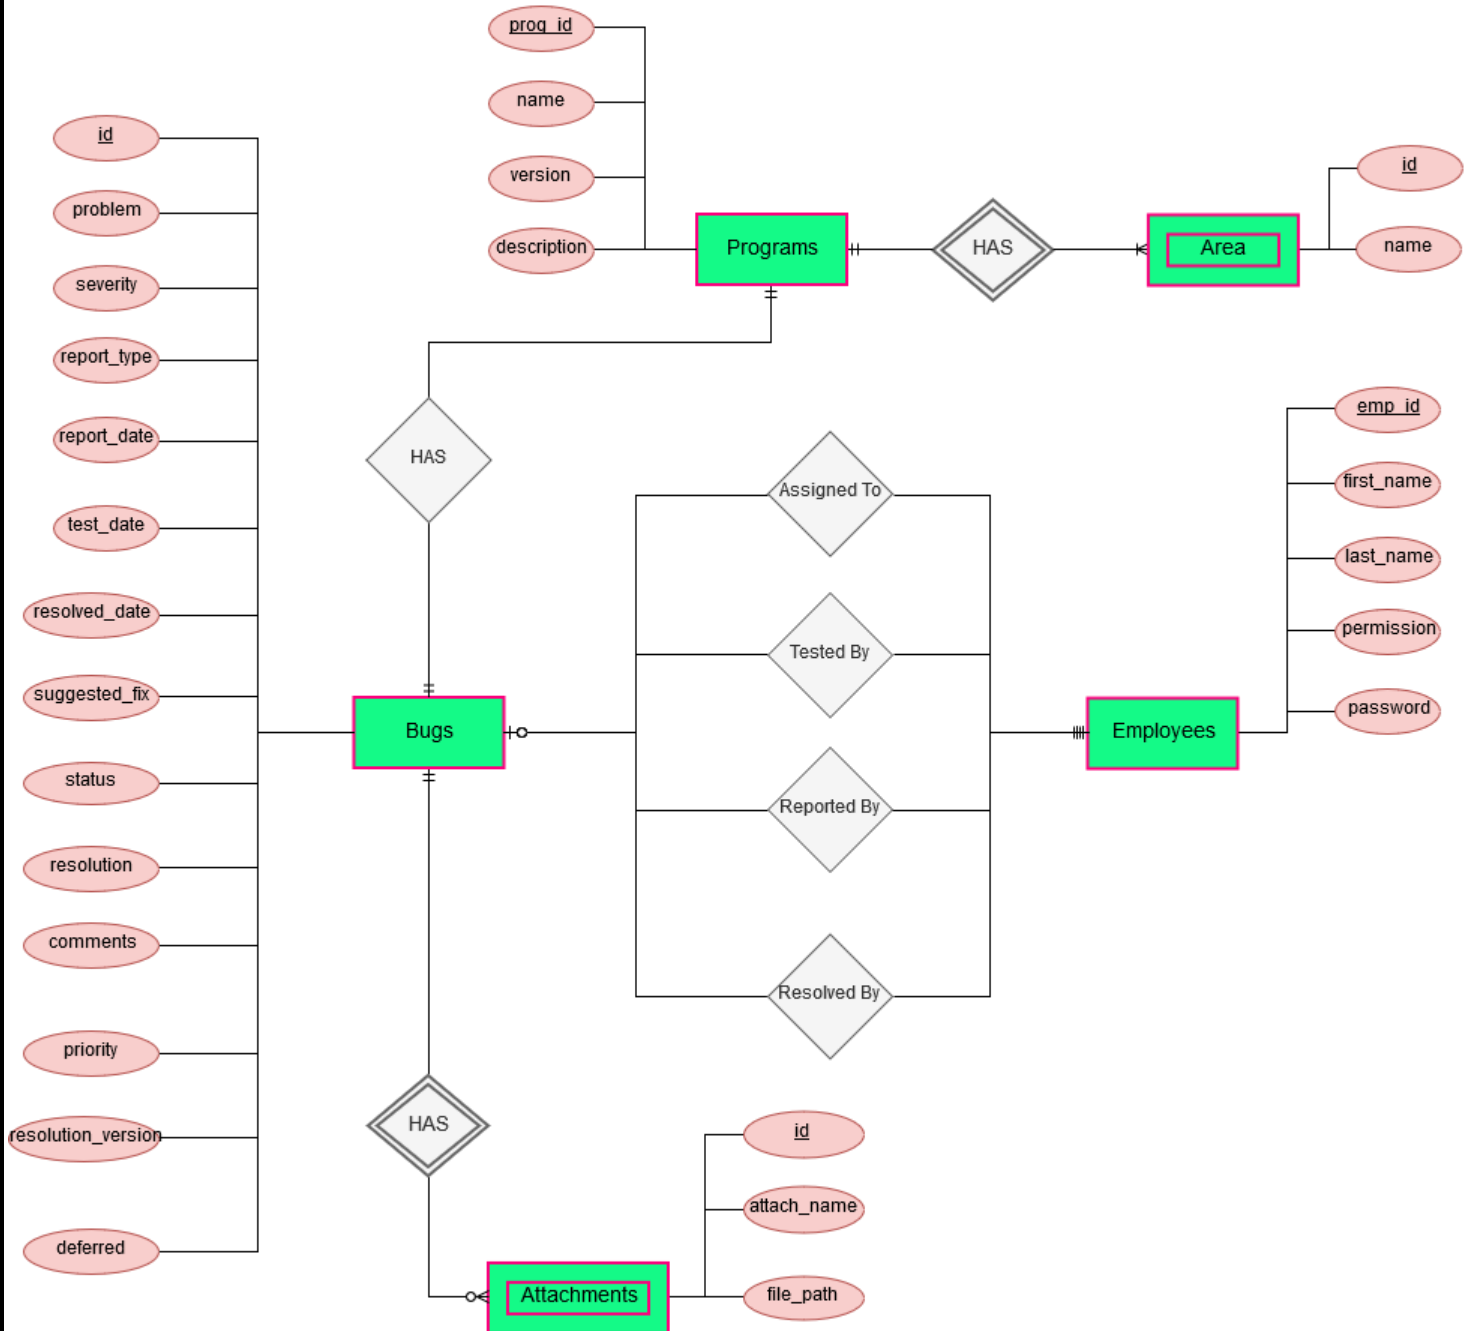 prog_id
name
version
description
id
problem
severity
report_type
report_date
test_date
resolved_date
suggested_fix
status
resolution
comments
priority
resolution_version
deferred
Programs
HAS
Area
id
name
HAS
Assigned To
Tested By
Reported By
Resolved By
Bugs
Employees
emp_id
first_name
last_name
permission
password
HAS
Attachments
id
attach_name
file_path